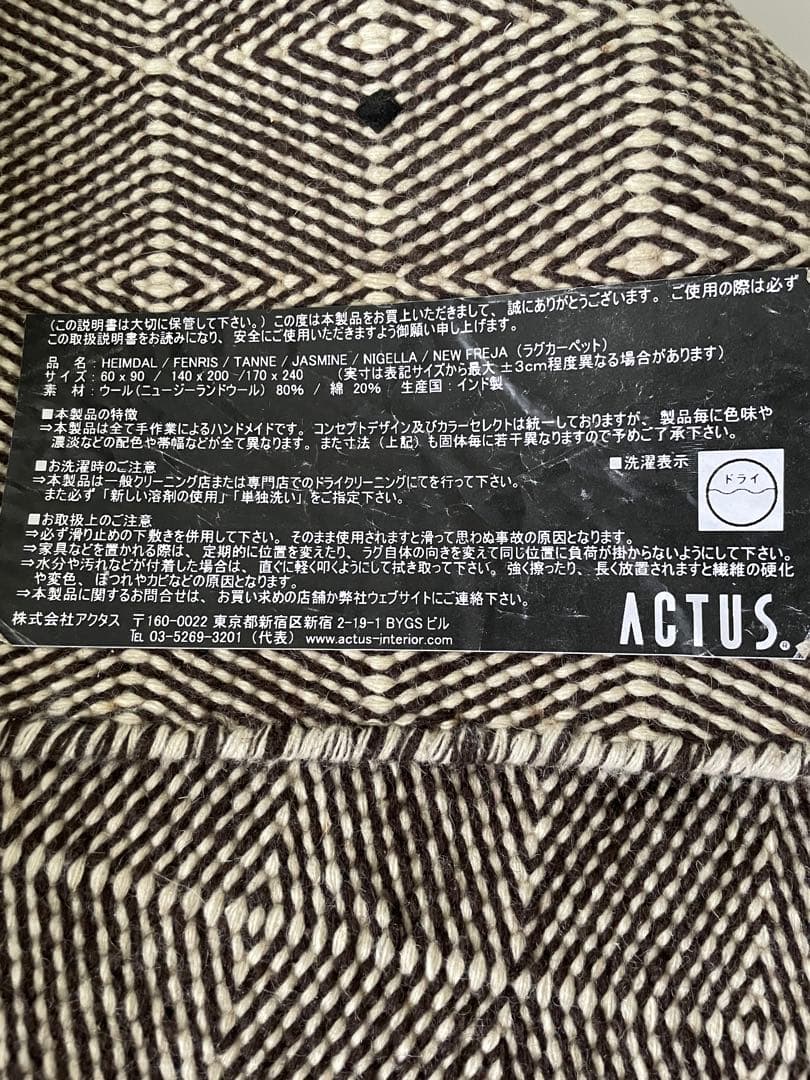 (この説明書は大切に保管して下さい。) この度は本製品をお買上いただきまして、誠にありがとうございます。ご使用の際は必ず
この取扱説明書をお読みになり、安全にご使用いただきますよう御願い申し上げます。
品 名：HEIMDAL / FENRIS / TANNE / JASMINE / NIGELLA / NEW FREJA (ラグカーペット)
サイズ：60 x 90 / 140 x 200 /170 x 240 (実寸は表記サイズから最大 ±3cm程度異なる場合があります)
素 材：ウール(ニュージーランドウール) 80% / 綿 20% 生産国：インド製
■本製品の特徴
⇒本製品は全て手作業によるハンドメイドです。コンセプトデザイン及びカラーセレクトは統一しておりますが、製品毎に色味や
濃淡などの配色や帯幅などが全て異なります。また寸法（上記）も固体毎に若干異なりますので予めご了承下さい。
■お洗濯時のご注意
⇒本製品は一般クリーニング店または専門店でのドライクリーニングにてを行って下さい。
また必ず「新しい溶剤の使用」「単独洗い」をご指定下さい。
■洗濯表示
ドライ
■お取扱上のご注意
⇒必ず滑り止めの下敷きを併用して下さい。そのまま使用されますと滑って思わぬ事故の原因となります。
⇒家具などを置かれる際は、定期的に位置を変えたり、ラグ自体の向きを変えて同じ位置に負荷が掛からないようにして下さい。
⇒水分や汚れなどが付着した場合は、直ぐに軽く叩くようにして拭き取って下さい。強く擦ったり、長く放置されますと繊維の硬化
や変色、ほつれやカビなどの原因となります。
⇒本製品に関するお問合せは、お買い求めの店舗か弊社ウェブサイトにご連絡下さい。
株式会社アクタス 〒160-0022 東京都新宿区新宿 2-19-1 BYGS ビル
Tel 03-5269-3201（代表）www.actus-interior.com
ACTUS®